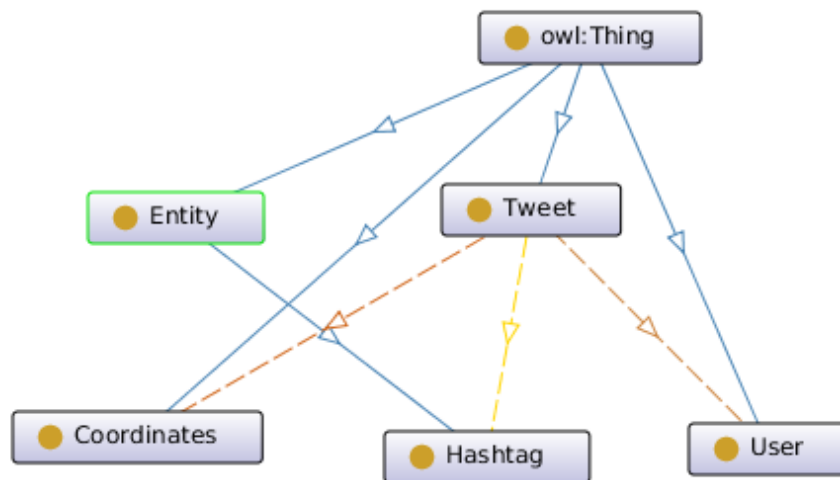 owl:Thing
Entity
Tweet
Coordinates
Hashtag
User